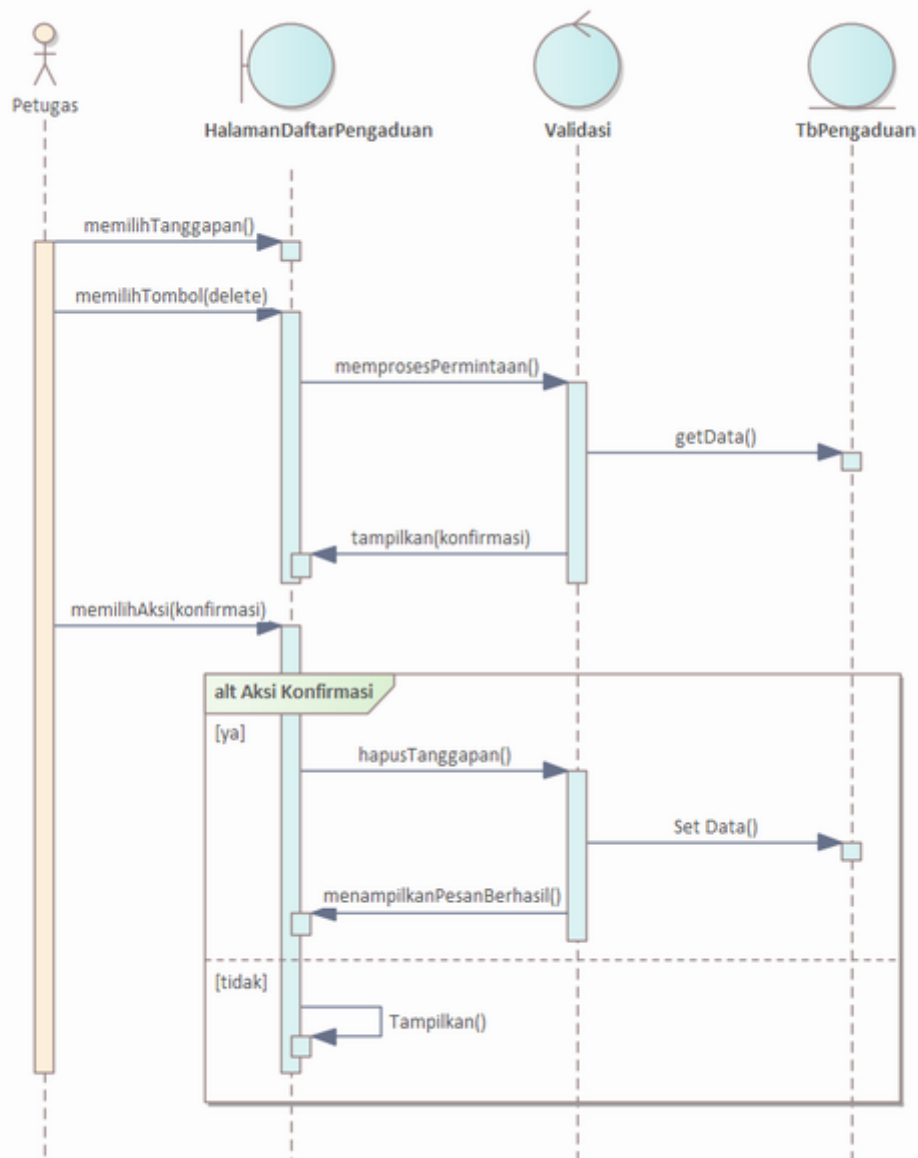 Petugas
HalamanDaftarPengaduan
Validasi
TbPengaduan
memilihTanggapan()
memilihTombol(delete)
memprosesPermintaan()
getData()
tampilkan(konfirmasi)
memilihAksi(konfirmasi)
alt Aksi Konfirmasi
[ya]
hapusTanggapan()
Set Data()
menampilkanPesanBerhasil()
[tidak]
Tampilkan()